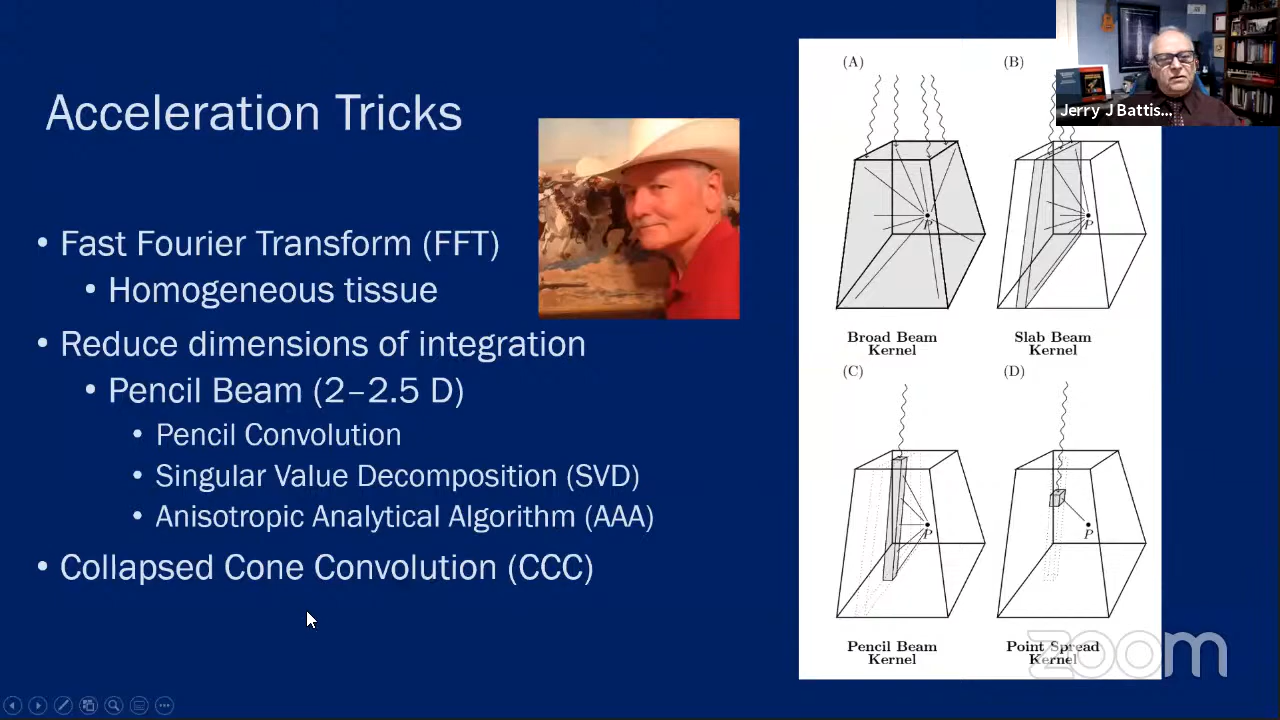 Acceleration Tricks
• Fast Fourier Transform (FFT)
• Homogeneous tissue
• Reduce dimensions of integration
• Pencil Beam (2–2.5 D)
• Pencil Convolution
• Singular Value Decomposition (SVD)
• Anisotropic Analytical Algorithm (AAA)
• Collapsed Cone Convolution (CCC)
(A)
P
Broad Beam
Kernel
(B)
P
Slab Beam
Kernel
(C)
P
Pencil Beam
Kernel
(D)
P
Point Spread
Kernel
Jerry J Battis...
zoom